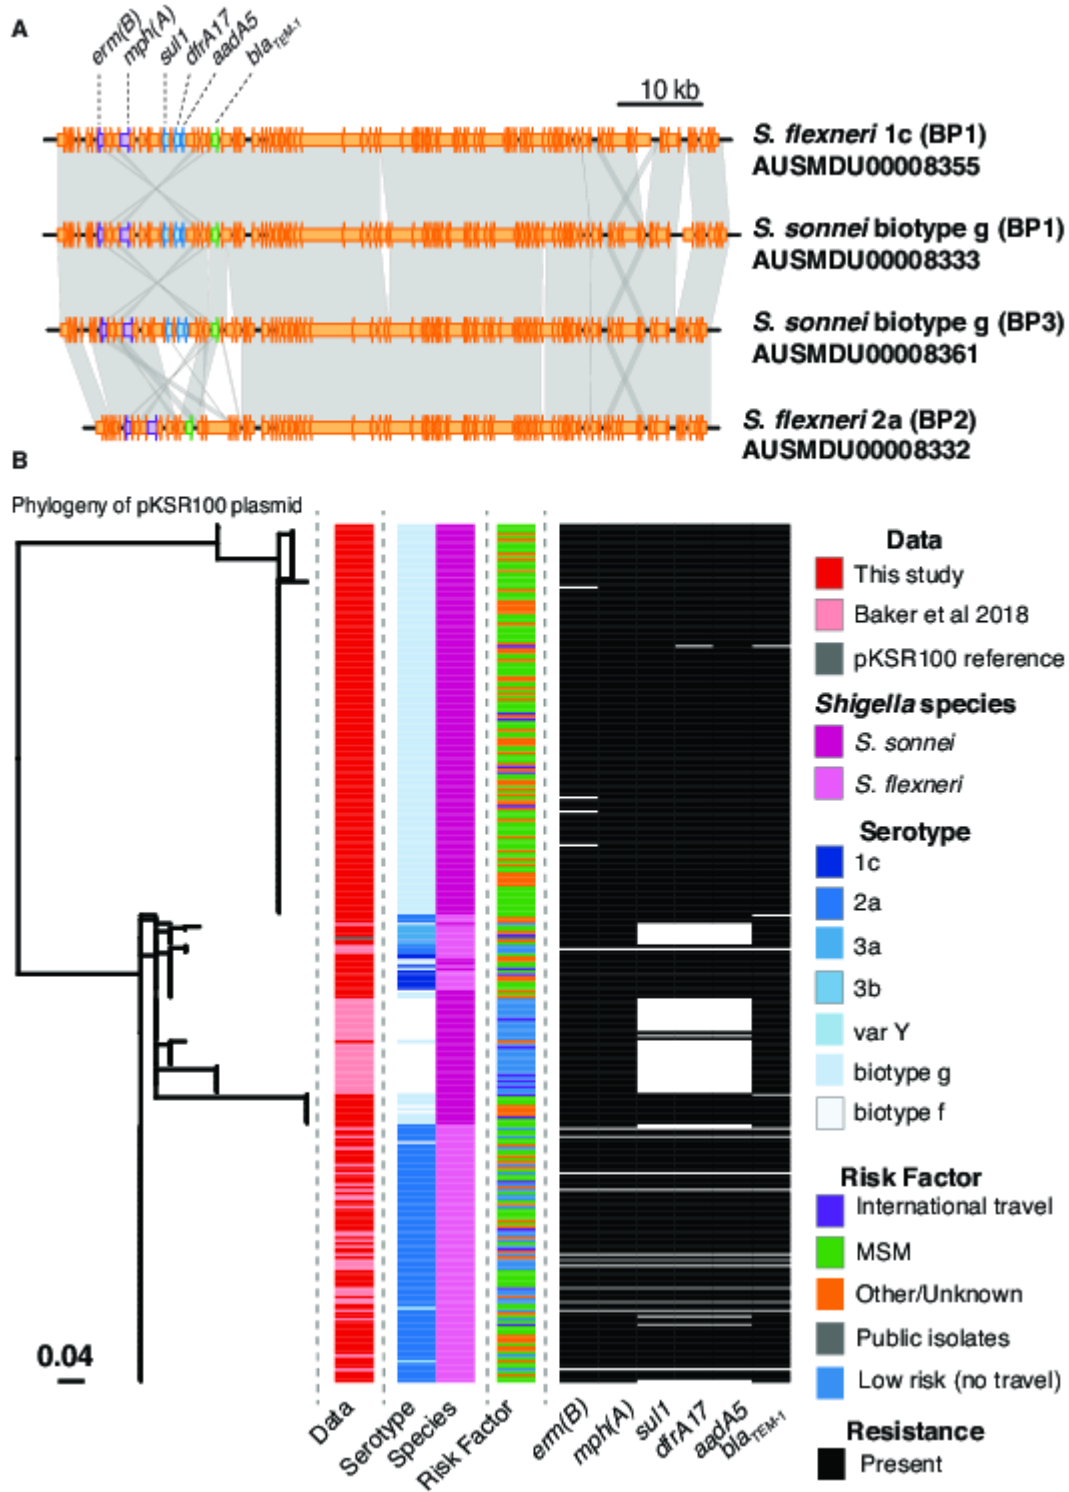 A
erm(B)
mph(A)
sul1
dfrA17
aadA5
blaTEM-1
10 kb
S. flexneri 1c (BP1)
AUSMDU00008355
S. sonnei biotype g (BP1)
AUSMDU00008333
S. sonnei biotype g (BP3)
AUSMDU00008361
S. flexneri 2a (BP2)
AUSMDU00008332
B
Phylogeny of pKSR100 plasmid
0.04
Data
Serotype
Species
Risk Factor
erm(B)
mph(A)
sul1
dfrA17
aadA5
blaTEM-1
Data
This study
Baker et al 2018
pKSR100 reference
Shigella species
S. sonnei
S. flexneri
Serotype
1c
2a
3a
3b
var Y
biotype g
biotype f
Risk Factor
International travel
MSM
Other/Unknown
Public isolates
Low risk (no travel)
Resistance
Present